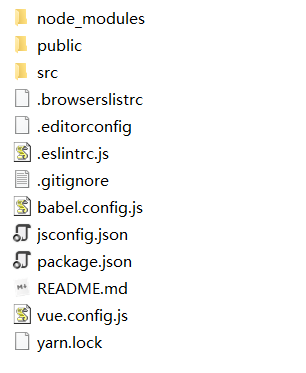 node_modules
public
src
.browserslistrc
.editorconfig
.eslintrc.js
.gitignore
babel.config.js
jsconfig.json
package.json
README.md
vue.config.js
yarn.lock